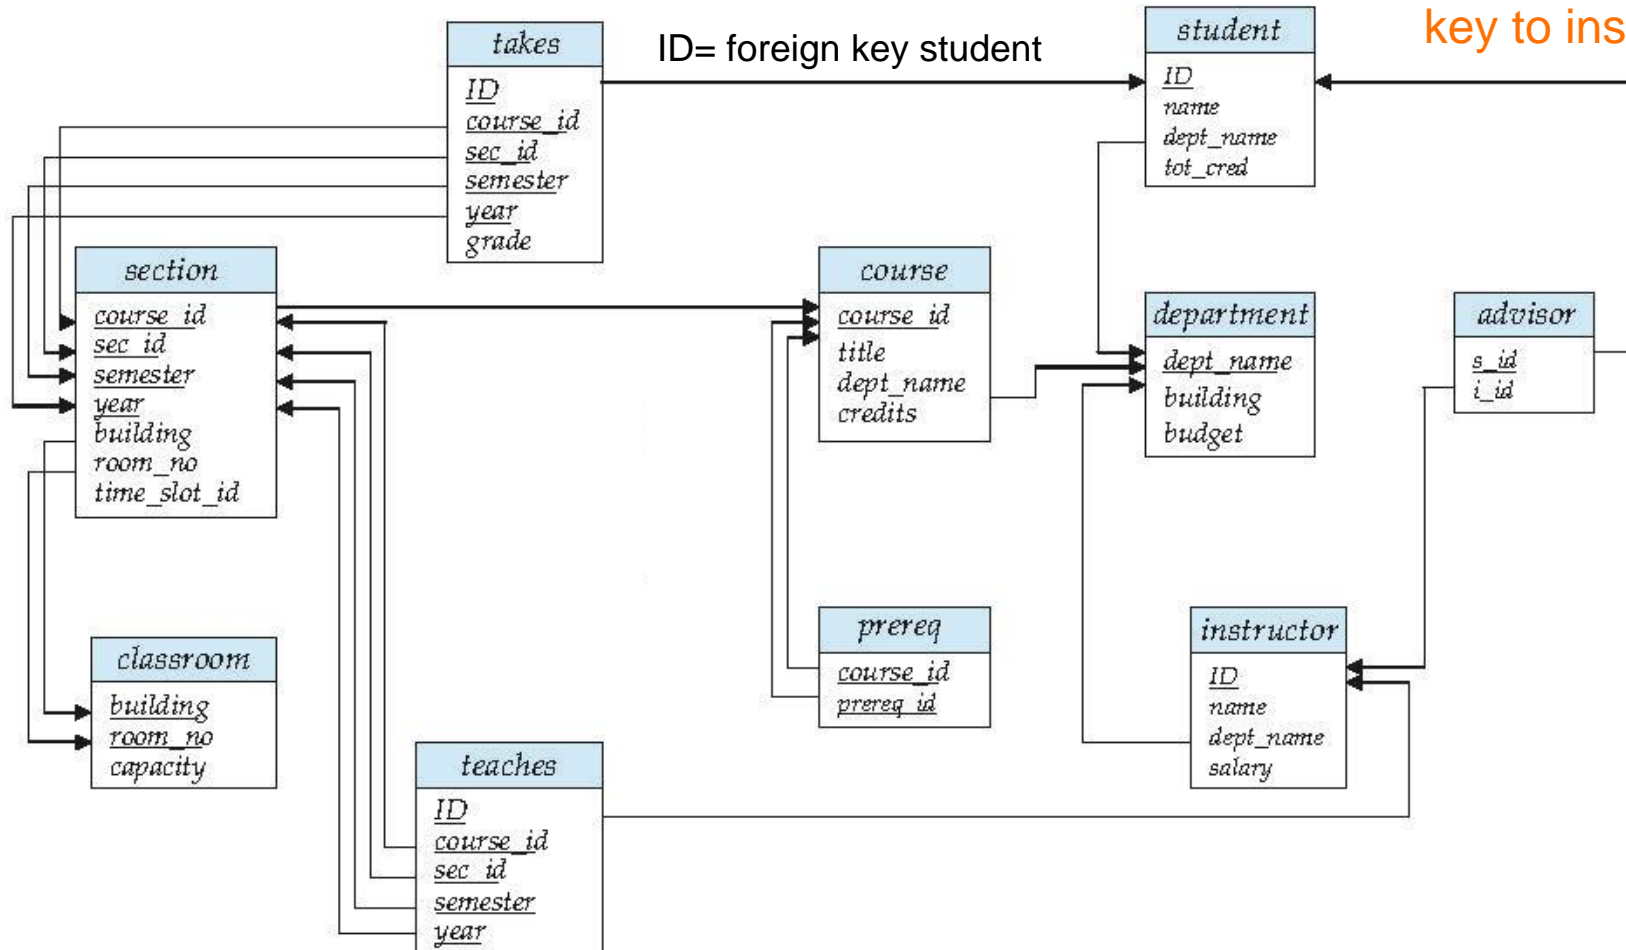 takes
ID
course_id
sec_id
semester
year
grade
ID= foreign key student
student
ID
name
dept_name
tot_cred
key to ins
section
course_id
sec_id
semester
year
building
room_no
time_slot_id
course
course_id
title
dept_name
credits
department
dept_name
building
budget
advisor
s_id
i_id
classroom
building
room_no
capacity
prereq
course_id
prereq_id
instructor
ID
name
dept_name
salary
teaches
ID
course_id
sec_id
semester
year